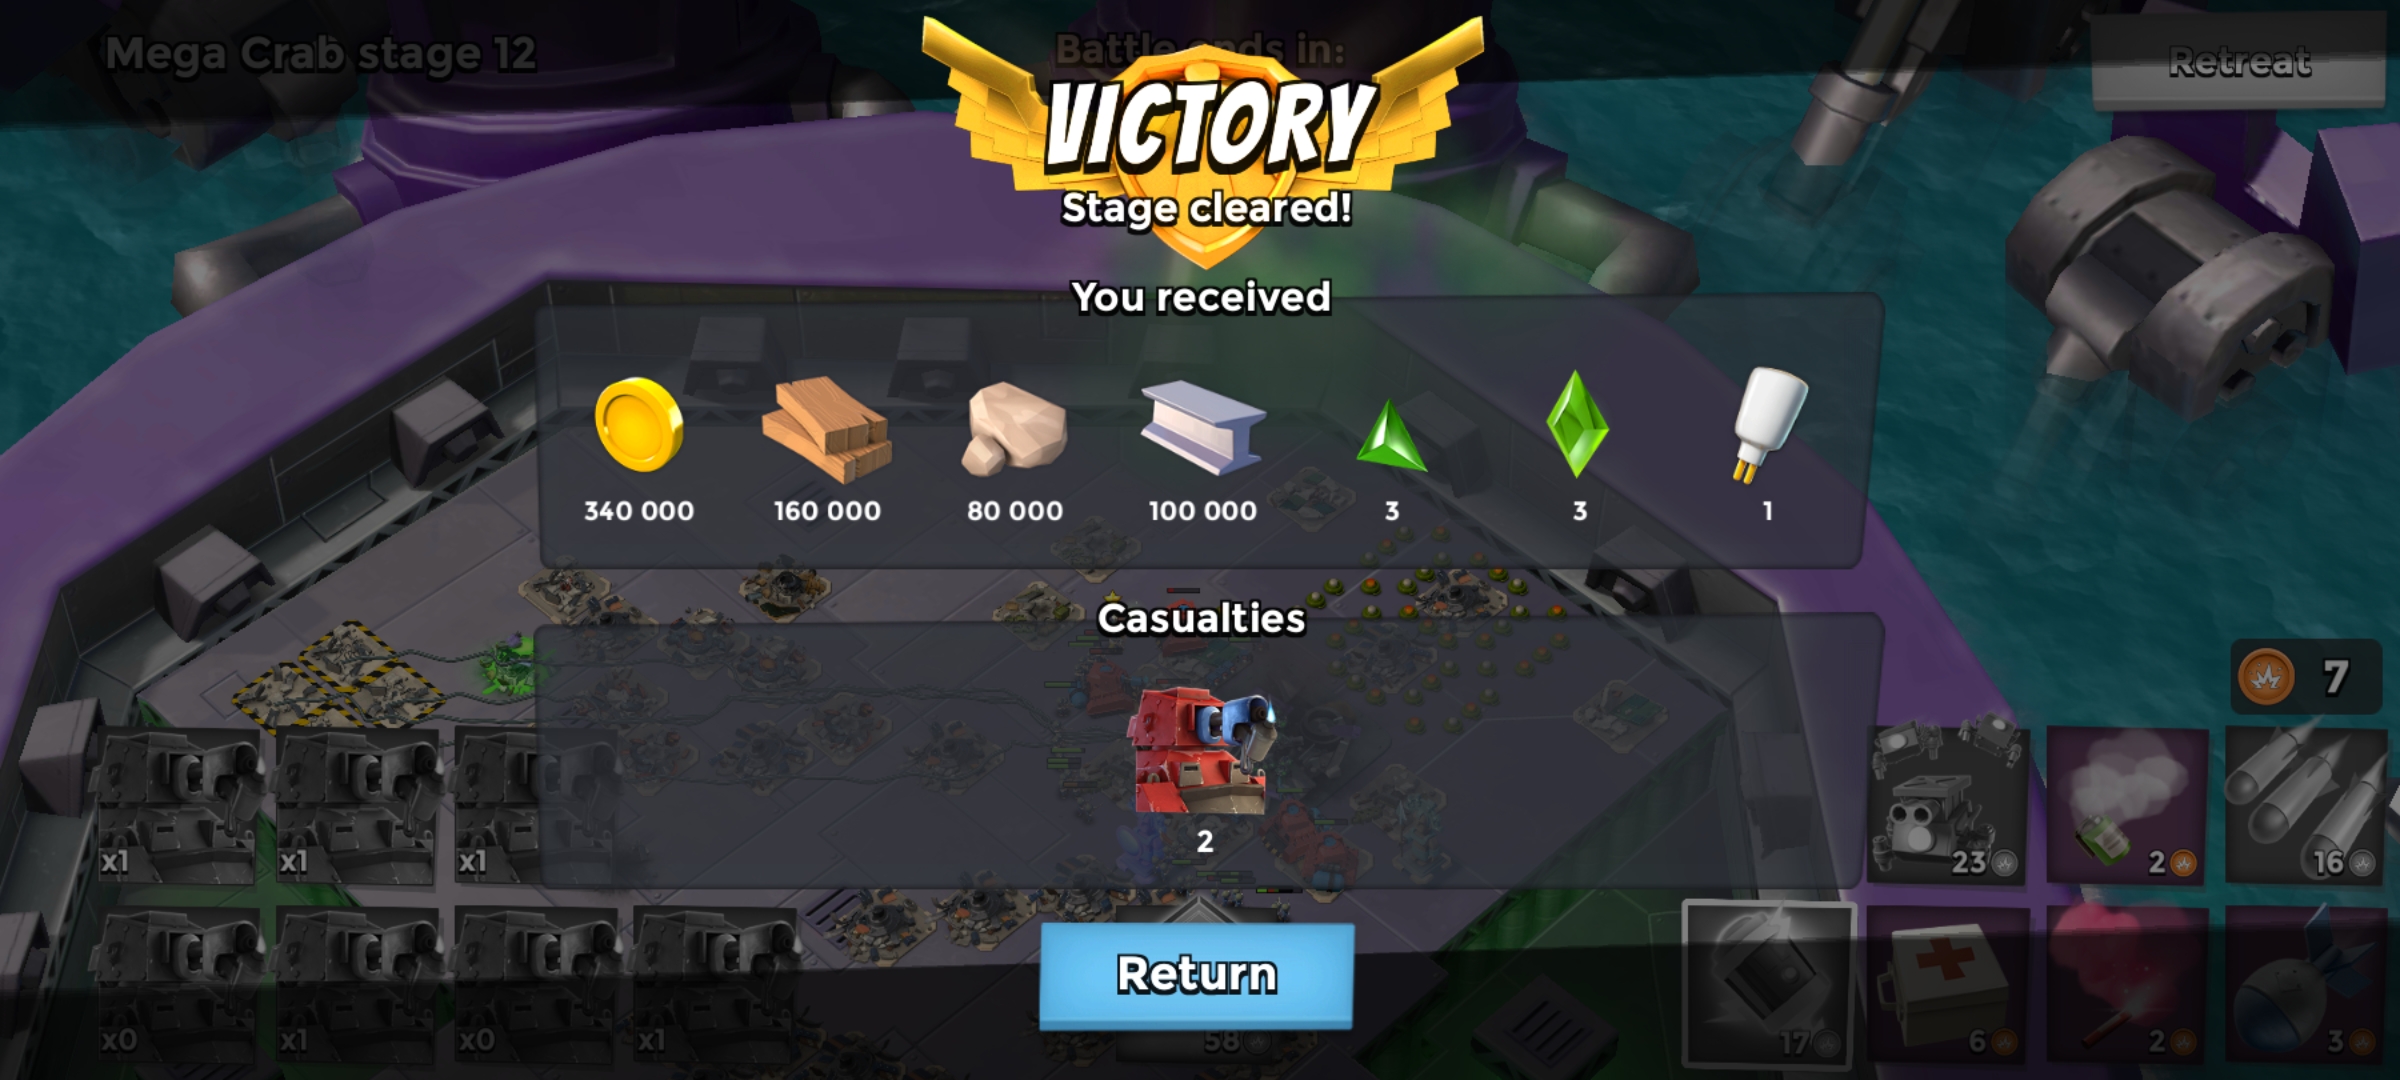 Mega Crab stage 12
Battle ends in:
Retreat
VICTORY
Stage cleared!
You received
340 000
160 000
80 000
100 000
3
3
1
Casualties
2
7
x1
x1
x1
23
2
16
x0
x1
x0
x1
Return
58
17
6
2
3